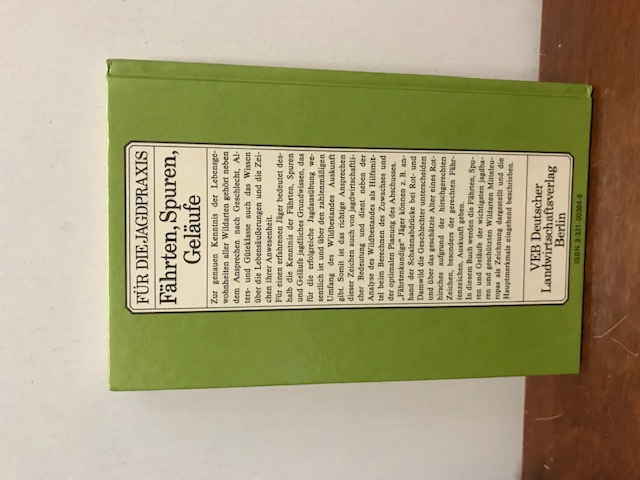 FÜR DIE JAGDPRAXIS
Fährten, Spuren,
Geläufe
Zur genauen Kenntnis der Lebensge-
wohnheiten aller Wildarten gehört neben
dem Ansprechen nach Geschlecht, Al-
ters- und Güteklasse auch das Wissen
über die Lebensäußerungen und die Zei-
chen ihrer Anwesenheit.
Für einen erfahrenen Jäger bedeutet des-
halb die Kenntnis der Fährten, Spuren
und Geläufe jagdliches Grundwissen, das
für die erfolgreiche Jagdausübung we-
sentlich ist und über den zahlenmäßigen
Umfang des Wildbestandes Auskunft
gibt. Somit ist das richtige Ansprechen
dieser Zeichen auch von jagdwirtschaftli-
cher Bedeutung und dient neben der
Analyse des Wildbestandes als Hilfsmit-
tel beim Berechnen des Zuwachses und
der optimalen Planung des Abschusses.
„Fährtenkundige" Jäger können z. B. an-
hand der Schalenabdrücke bei Rot- und
Damwild die Geschlechter unterscheiden
und über das geschätzte Alter eines Rot-
hirsches aufgrund der hirschgerechten
Zeichen, besonders der gerechten Fähr-
tenzeichen, Auskunft geben.
In diesem Buch werden die Fährten, Spu-
ren und Geläufe der wichtigsten jagdba-
ren und geschützten Wildarten Mitteleu-
ropas als Zeichnung dargestellt und die
Hauptmerkmale eingehend beschrieben.
VEB Deutscher
Landwirtschaftsverlag
Berlin
ISBN 3-331-00364-6